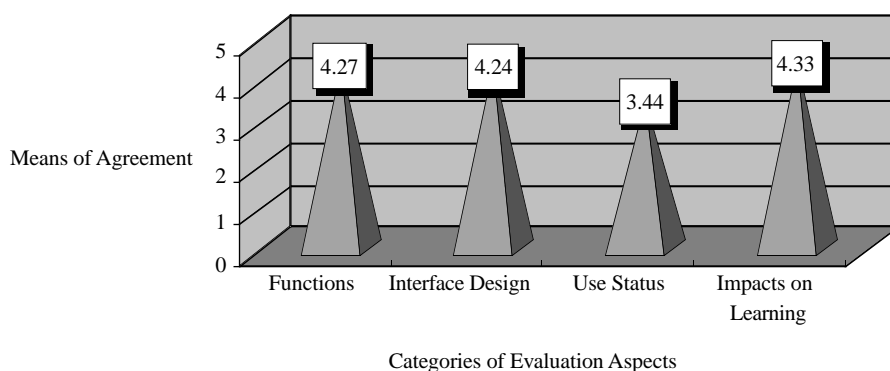 5
4
3
2
1
0
Means of Agreement
4.27
4.24
3.44
4.33
Functions
Interface Design
Use Status
Impacts on
Learning
Categories of Evaluation Aspects